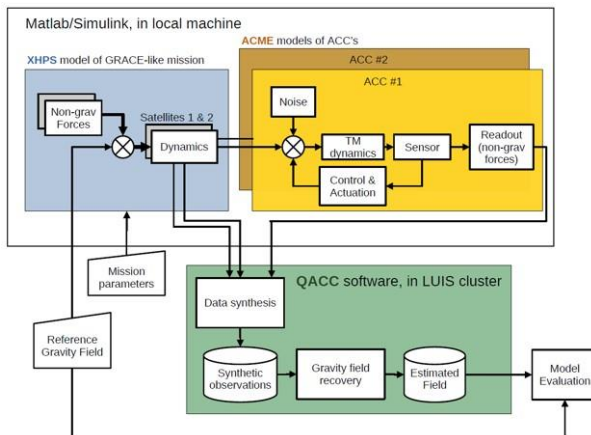 Matlab/Simulink, in local machine
XHPS model of GRACE-like mission
ACME models of ACC's
ACC #2
ACC #1
Non-grav
Forces
Satellites 1 & 2
Dynamics
Noise
TM
dynamics
Sensor
Readout
(non-grav
forces)
Control &
Actuation
Mission
parameters
Reference
Gravity Field
QACC software, in LUIS cluster
Data synthesis
Synthetic
observations
Gravity field
recovery
Estimated
Field
Model
Evaluation